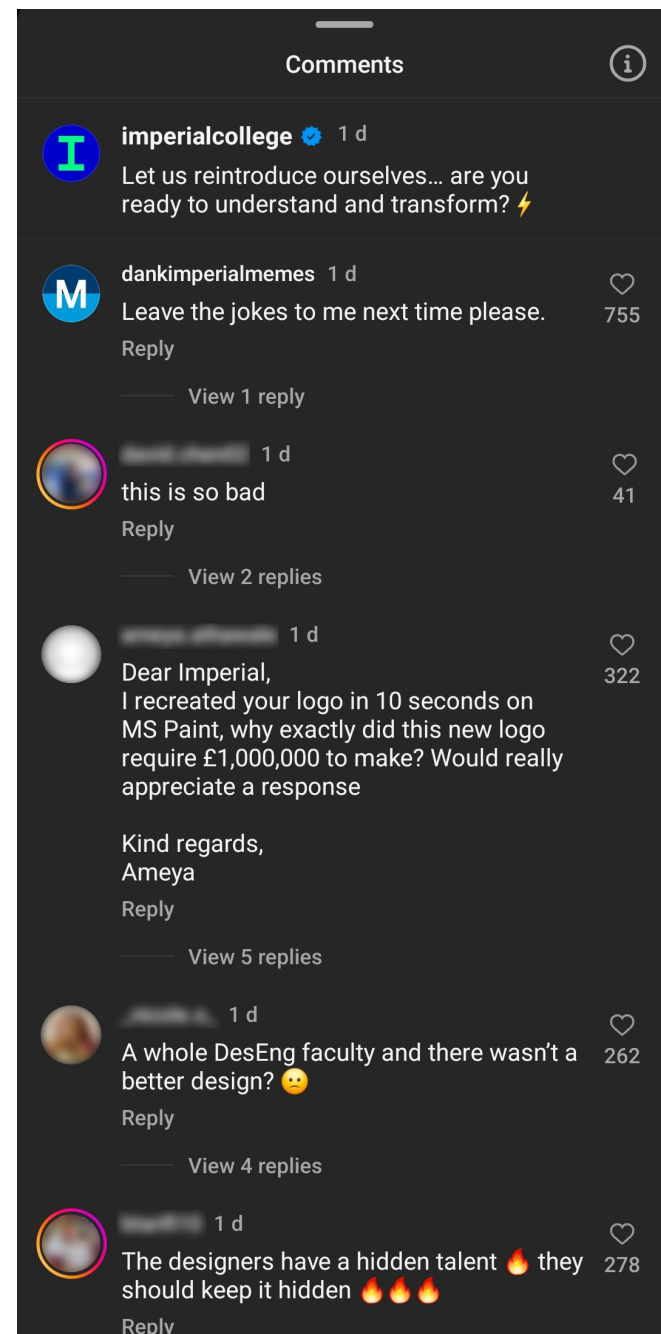 Comments
imperialcollege 1 d
Let us reintroduce ourselves... are you
ready to understand and transform? ⚡
M
dankimperialmemes 1 d
755
Leave the jokes to me next time please.
Reply
View 1 reply
1 d
41
this is so bad
Reply
View 2 replies
1 d
322
Dear Imperial,
I recreated your logo in 10 seconds on
MS Paint, why exactly did this new logo
require £1,000,000 to make? Would really
appreciate a response
Kind regards,
Ameya
Reply
View 5 replies
1 d
262
A whole DesEng faculty and there wasn't a
better design? 🙁
Reply
View 4 replies
1 d
278
The designers have a hidden talent 🔥 they
should keep it hidden 🔥🔥🔥
Reply